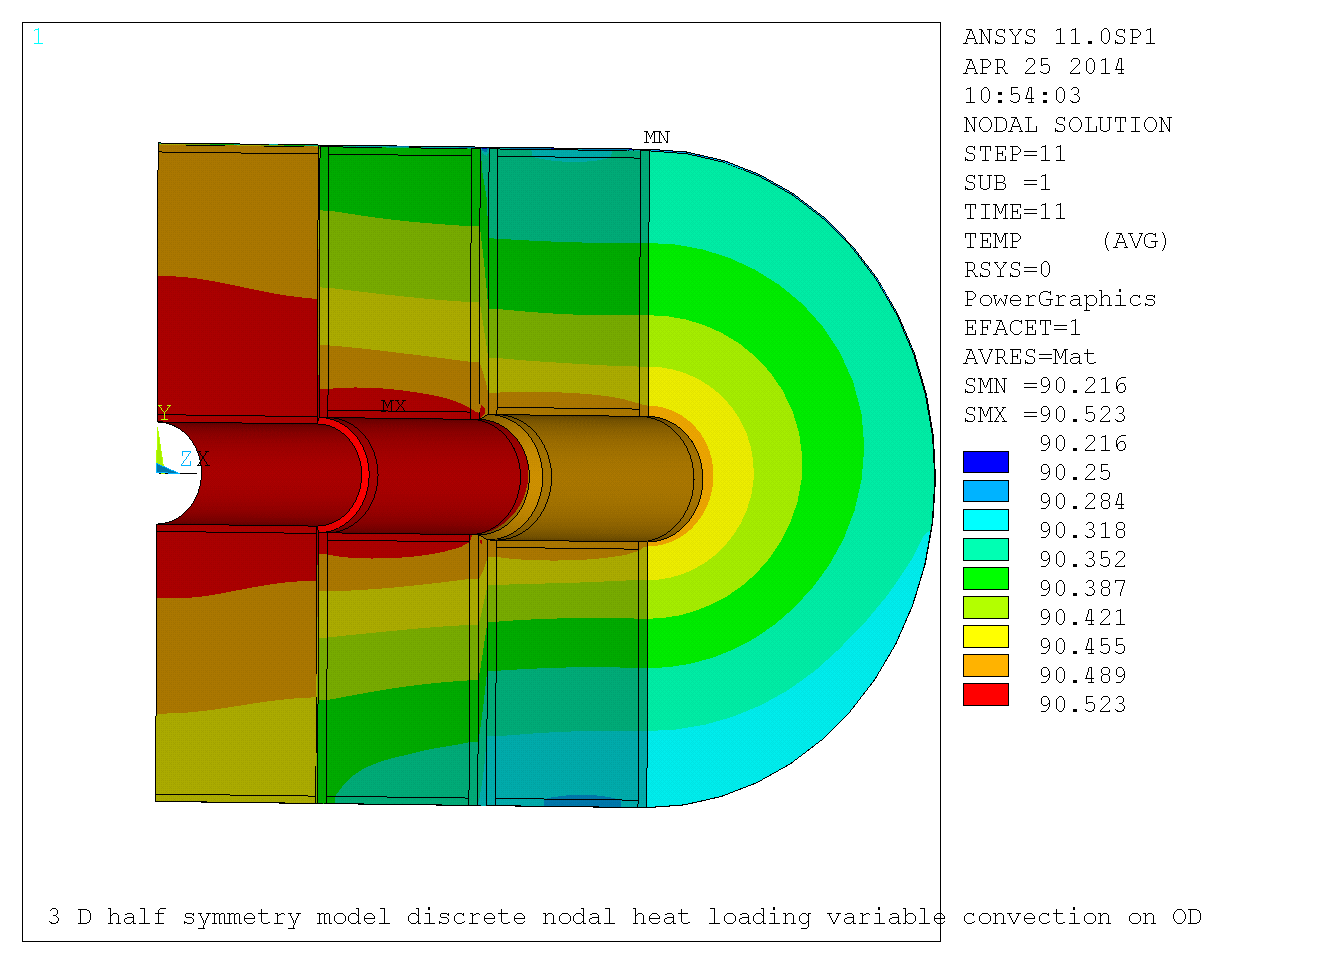 1
ANSYS 11.0SP1
APR 25 2014
10:54:03
NODAL SOLUTION
STEP=11
SUB =1
TIME=11
TEMP (AVG)
RSYS=0
PowerGraphics
EFACET=1
AVRES=Mat
SMN =90.216
SMX =90.523
90.216
90.25
90.284
90.318
90.352
90.387
90.421
90.455
90.489
90.523
MN
MX
Y
Z X
3 D half symmetry model discrete nodal heat loading variable convection on OD